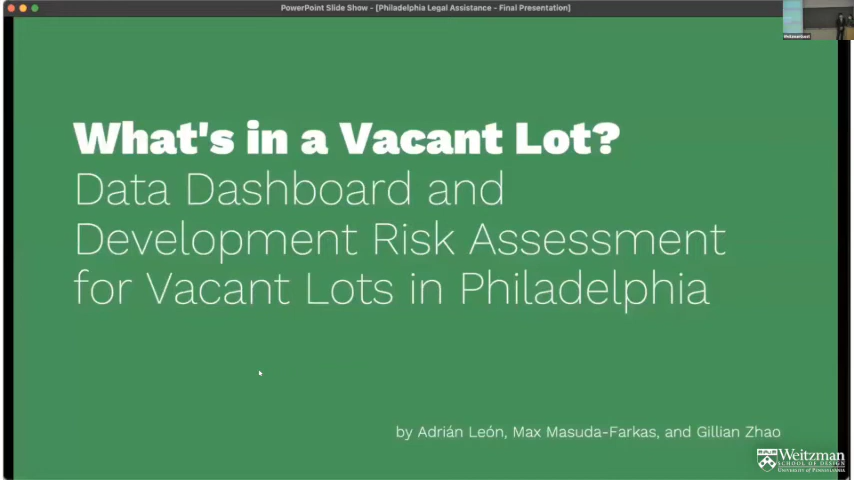 PowerPoint Slide Show - [Philadelphia Legal Assistance - Final Presentation]
What's in a Vacant Lot?
Data Dashboard and
Development Risk Assessment
for Vacant Lots in Philadelphia
by Adrián León, Max Masuda-Farkas, and Gillian Zhao
Weitzman
SCHOOL OF DESIGN
UNIVERSITY OF PENNSYLVANIA